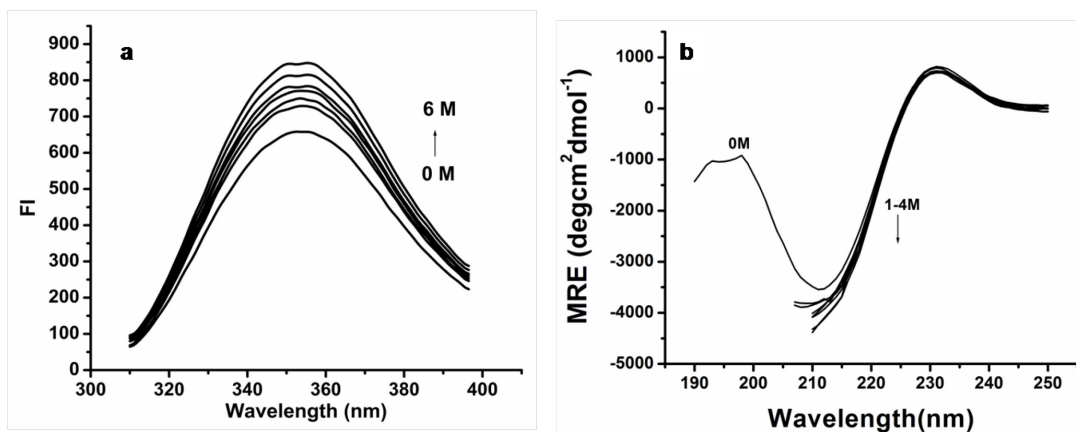 a
900
800
700
600
500
400
300
200
100
0
FI
6 M
0 M
300 320 340 360 380 400
Wavelength (nm)
b
1000
0
-1000
-2000
-3000
-4000
-5000
MRE (degcm²dmol⁻¹)
0M
1-4M
190 200 210 220 230 240 250
Wavelength(nm)